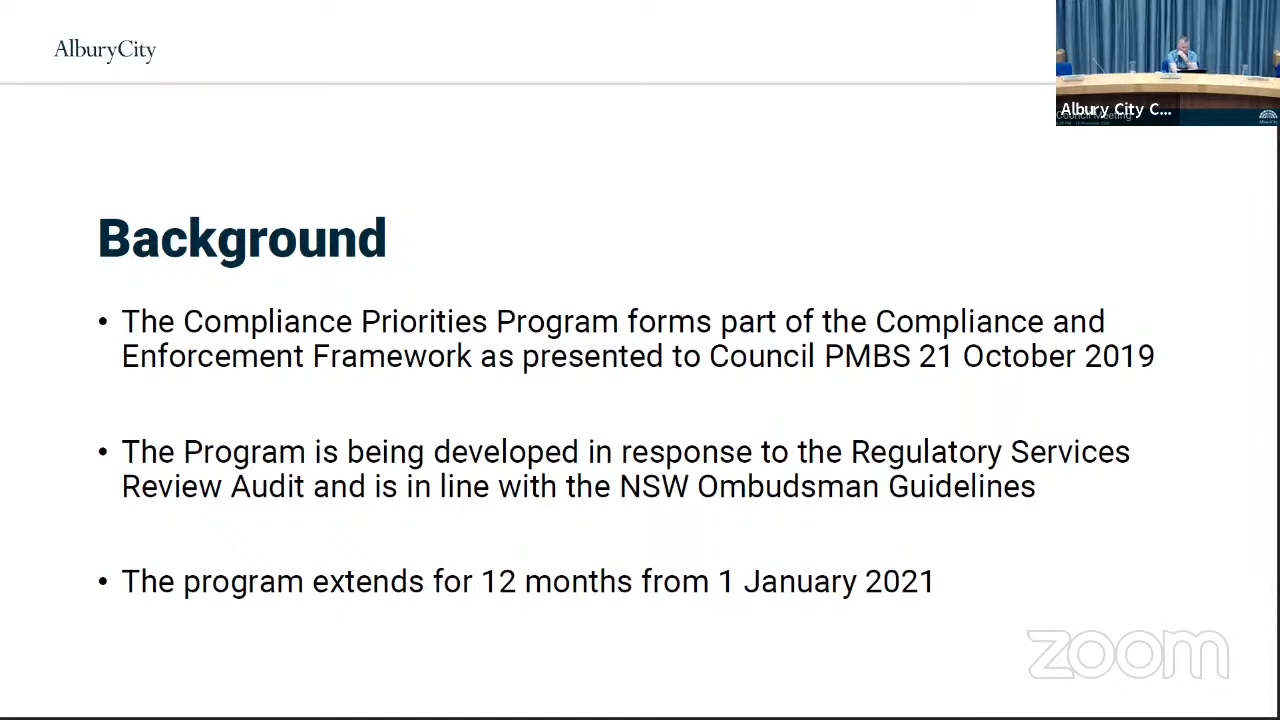 AlburyCity
Albury City C...
Council Meeting
Background
• The Compliance Priorities Program forms part of the Compliance and
Enforcement Framework as presented to Council PMBS 21 October 2019
• The Program is being developed in response to the Regulatory Services
Review Audit and is in line with the NSW Ombudsman Guidelines
• The program extends for 12 months from 1 January 2021
zoom